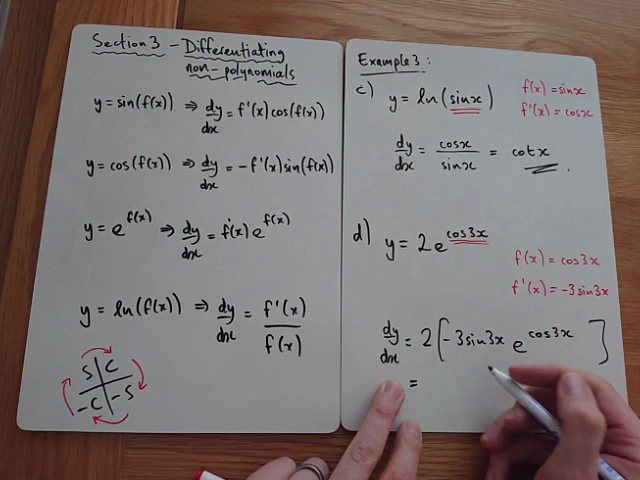 Section 3 - Differentiating
non-polynomials
y = sin(f(x)) ⇒ dy/dx = f'(x) cos(f(x))
y = cos(f(x)) ⇒ dy/dx = -f'(x) sin(f(x))
y = e^f(x) ⇒ dy/dx = f'(x) e^f(x)
y = ln(f(x)) ⇒ dy/dx = f'(x)/f(x)
S C
-C -S
Example 3:
c) y = ln(sinx)
f(x) = sinx
f'(x) = cosx
dy/dx = cosx/sinx = cotx.
d) y = 2e^cos3x
f(x) = cos3x
f'(x) = -3sin3x
dy/dx = 2[-3sin3x e^cos3x]
=